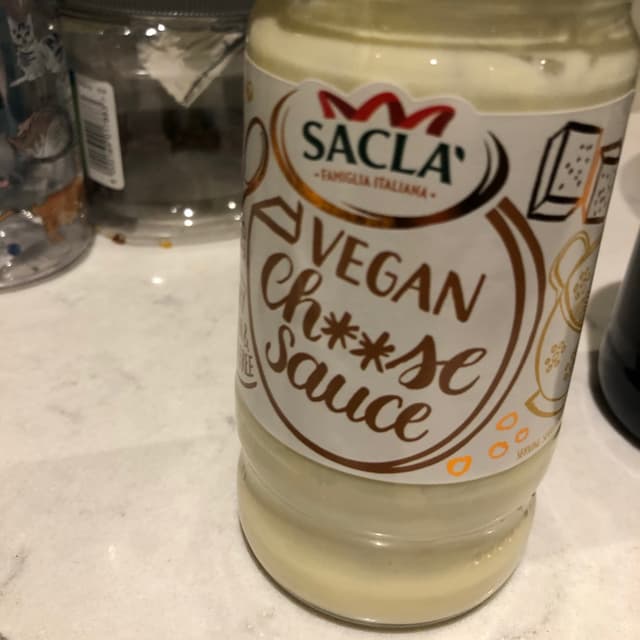 SACLA'
FAMIGLIA ITALIANA
VEGAN
Ch**se
sauce